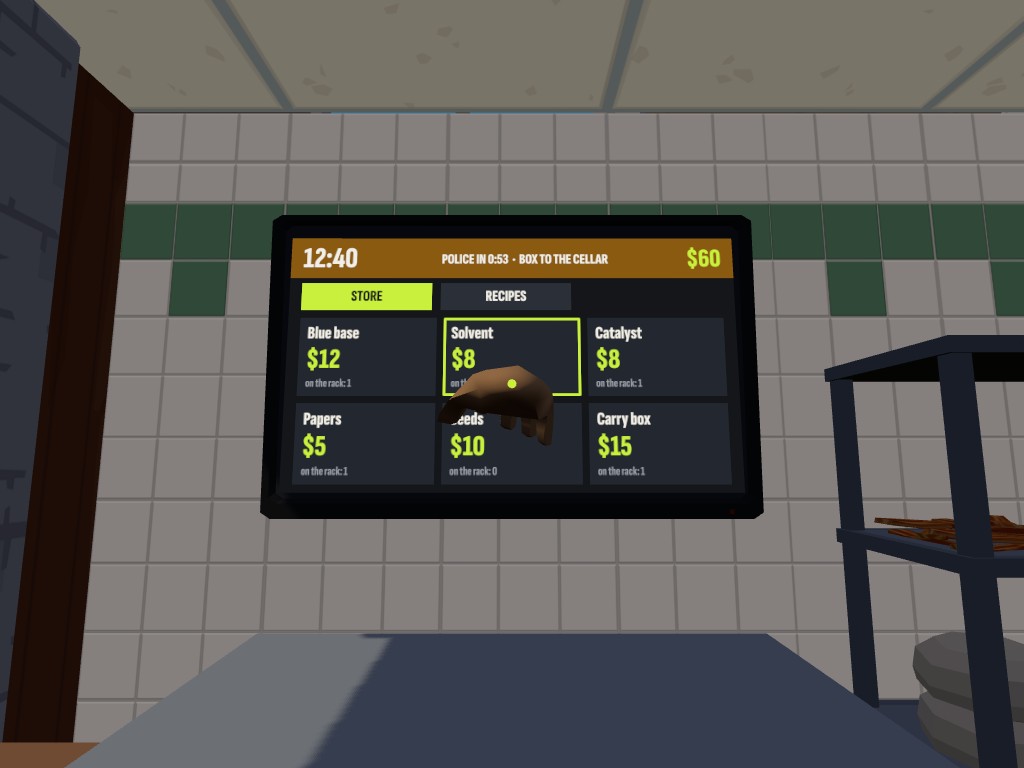 12:40
POLICE IN 0:53 · BOX TO THE CELLAR
$60
STORE
RECIPES
Blue base
$12
on the rack: 1
Solvent
$8
Catalyst
$8
on the rack: 1
Papers
$5
on the rack: 1
$10
on the rack: 0
Carry box
$15
on the rack: 1